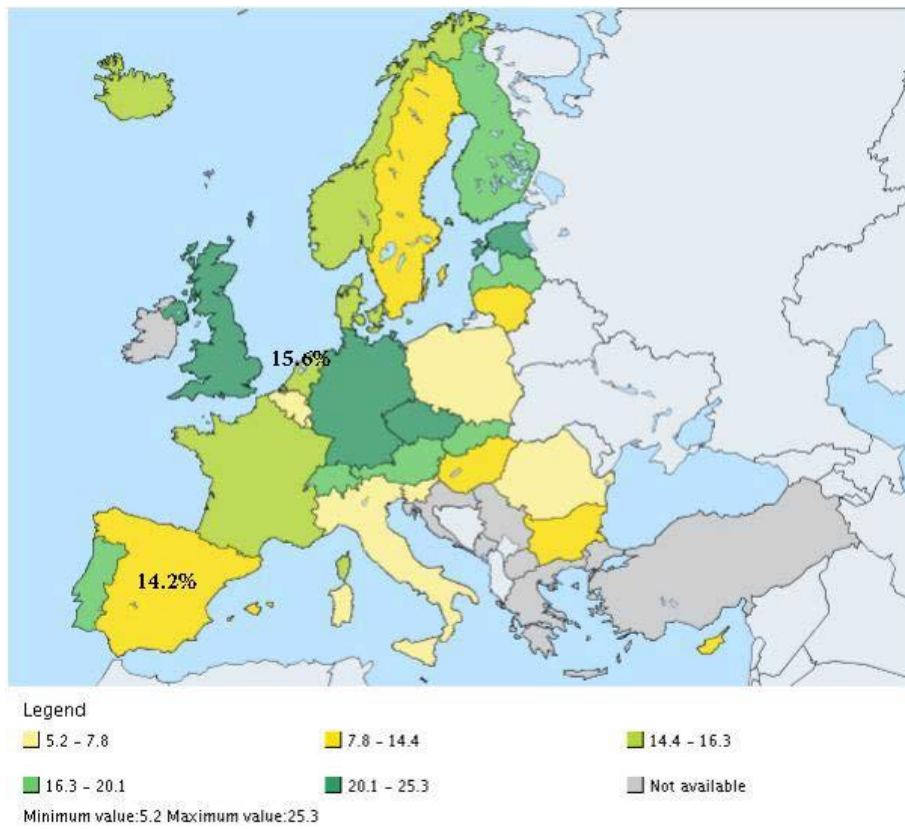 15.6%
14.2%
Legend
5.2 - 7.8
7.8 - 14.4
14.4 - 16.3
16.3 - 20.1
20.1 - 25.3
Not available
Minimum value:5.2 Maximum value:25.3